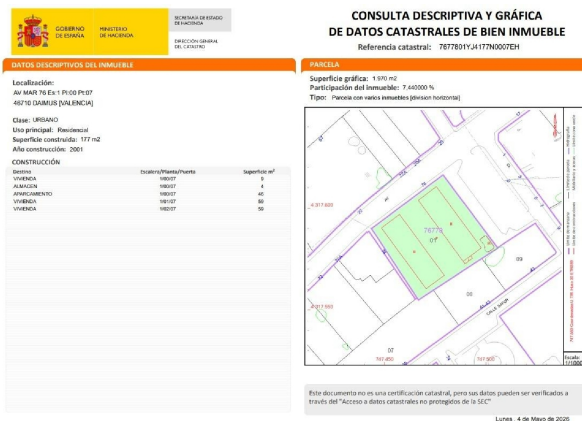 GOBIERNO
DE ESPAÑA
MINISTERIO
DE HACIENDA
SECRETARÍA DE ESTADO
DE HACIENDA
DIRECCIÓN GENERAL
DEL CATASTRO
CONSULTA DESCRIPTIVA Y GRÁFICA
DE DATOS CATASTRALES DE BIEN INMUEBLE
Referencia catastral: 7677801YJ4177N0007EH
DATOS DESCRIPTIVOS DEL INMUEBLE
Localización:
AV MAR 76 Es:1 Pl:00 Pt:07
46710 DAIMUS [VALENCIA]
Clase: URBANO
Uso principal: Residencial
Superficie construida: 177 m2
Año construcción: 2001
CONSTRUCCIÓN
Destino Escalera/Planta/Puerta Superficie m²
VIVIENDA 1/00/07 9
ALMACEN 1/00/07 4
APARCAMIENTO 1/00/07 46
VIVIENDA 1/01/07 59
VIVIENDA 1/02/07 59
PARCELA
Superficie gráfica: 1.970 m2
Participación del inmueble: 7,440000 %
Tipo: Parcela con varios inmuebles [division horizontal]
76778
01
09
08
07
CALLE
767 450
767 500
Escala:
1/1000
Este documento no es una certificación catastral, pero sus datos pueden ser verificados a
través del "Acceso a datos catastrales no protegidos de la SEC"
Lunes , 4 de Mayo de 2026